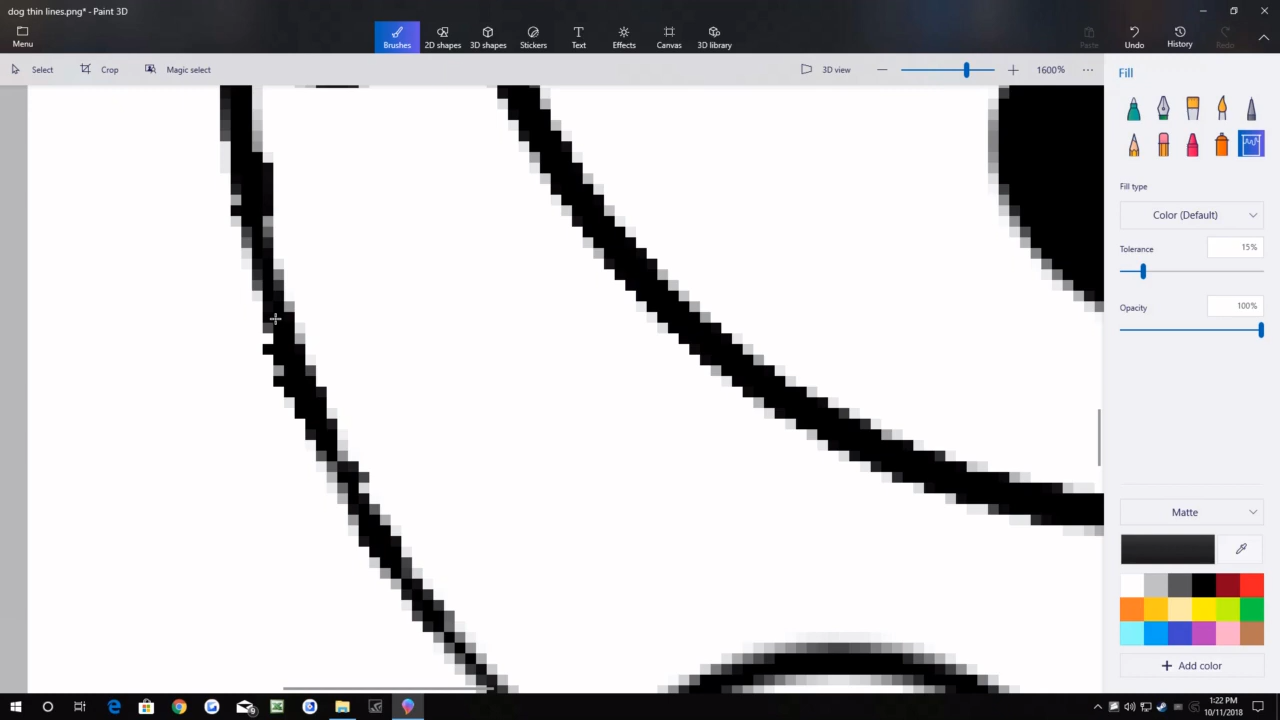 dog thin lines.png* - Paint 3D
Menu
Brushes 2D shapes 3D shapes Stickers Text Effects Canvas 3D library Paste Undo History Redo
Select Crop Magic select 3D view 1600%
Fill
Fill type
Color (Default)
Tolerance 15%
Opacity 100%
Matte
Add color
1:22 PM
10/11/2018